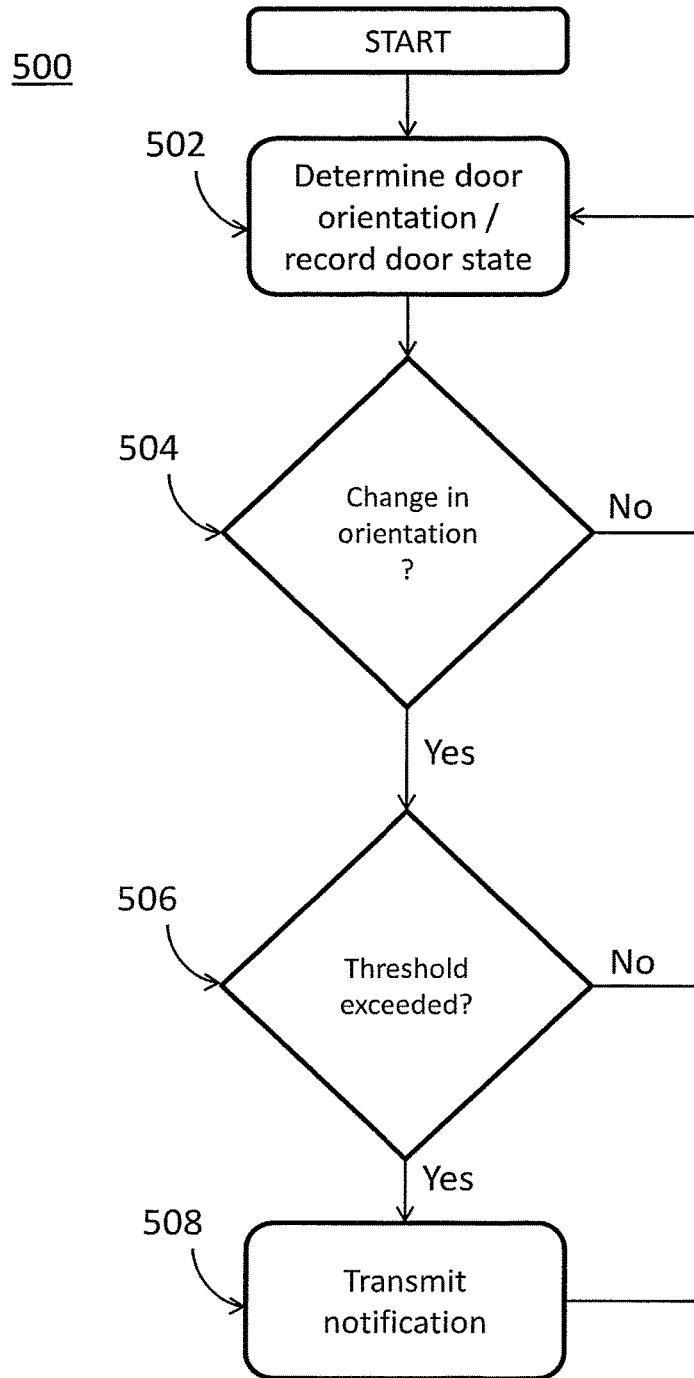 500
START
502
Determine door
orientation /
record door state
504
Change in
orientation
?
No
Yes
506
Threshold
exceeded?
No
Yes
508
Transmit
notification